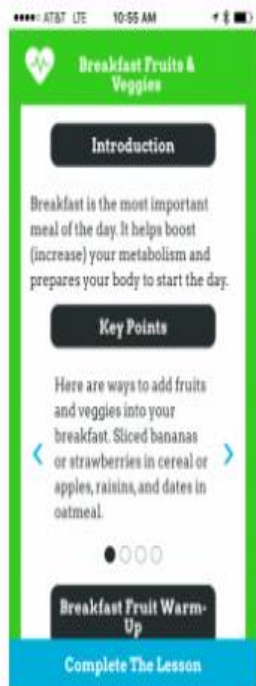 AT&T LTE 10:55 AM
Breakfast Fruits &
Veggies
Introduction
Breakfast is the most important
meal of the day. It helps boost
(increase) your metabolism and
prepares your body to start the day.
Key Points
Here are ways to add fruits
and veggies into your
breakfast. Sliced bananas
or strawberries in cereal or
apples, raisins, and dates in
oatmeal.
Breakfast Fruit Warm-
Up
Complete The Lesson